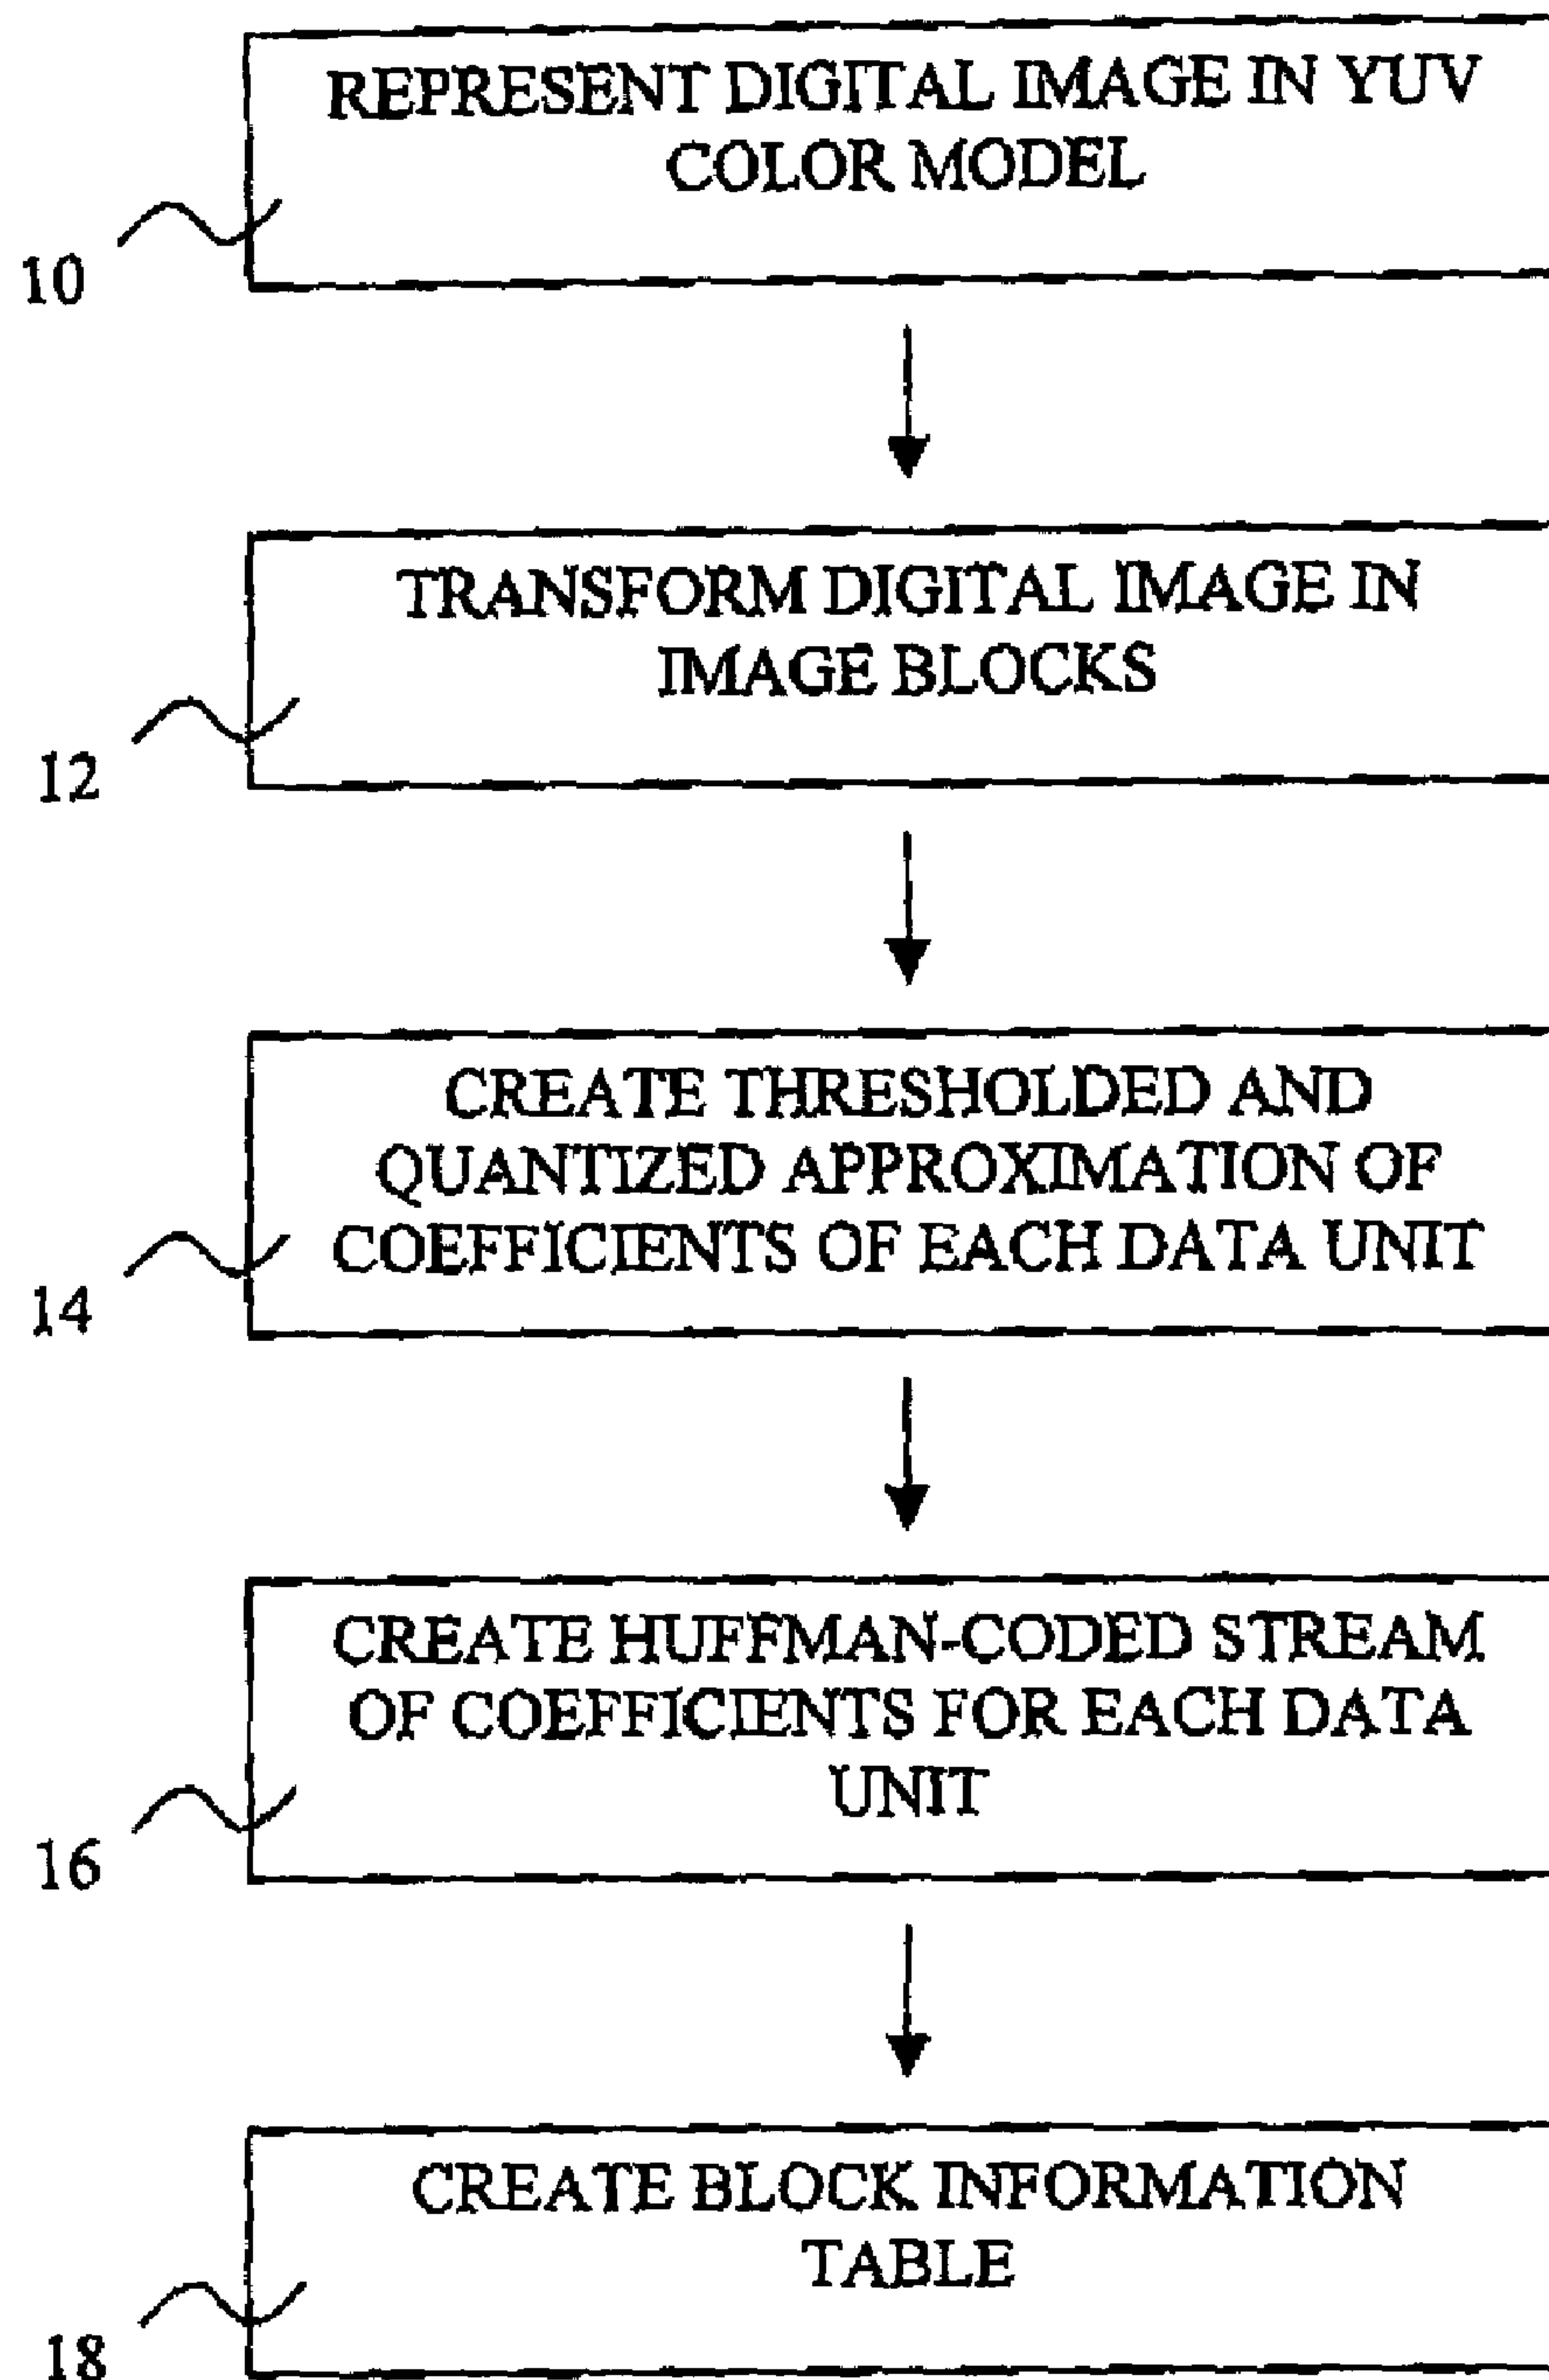 REPRESENT DIGITAL IMAGE IN YUV
COLOR MODEL
10
TRANSFORM DIGITAL IMAGE IN
IMAGE BLOCKS
12
CREATE THRESHOLDED AND
QUANTIZED APPROXIMATION OF
COEFFICIENTS OF EACH DATA UNIT
14
CREATE HUFFMAN-CODED STREAM
OF COEFFICIENTS FOR EACH DATA
UNIT
16
CREATE BLOCK INFORMATION
TABLE
18